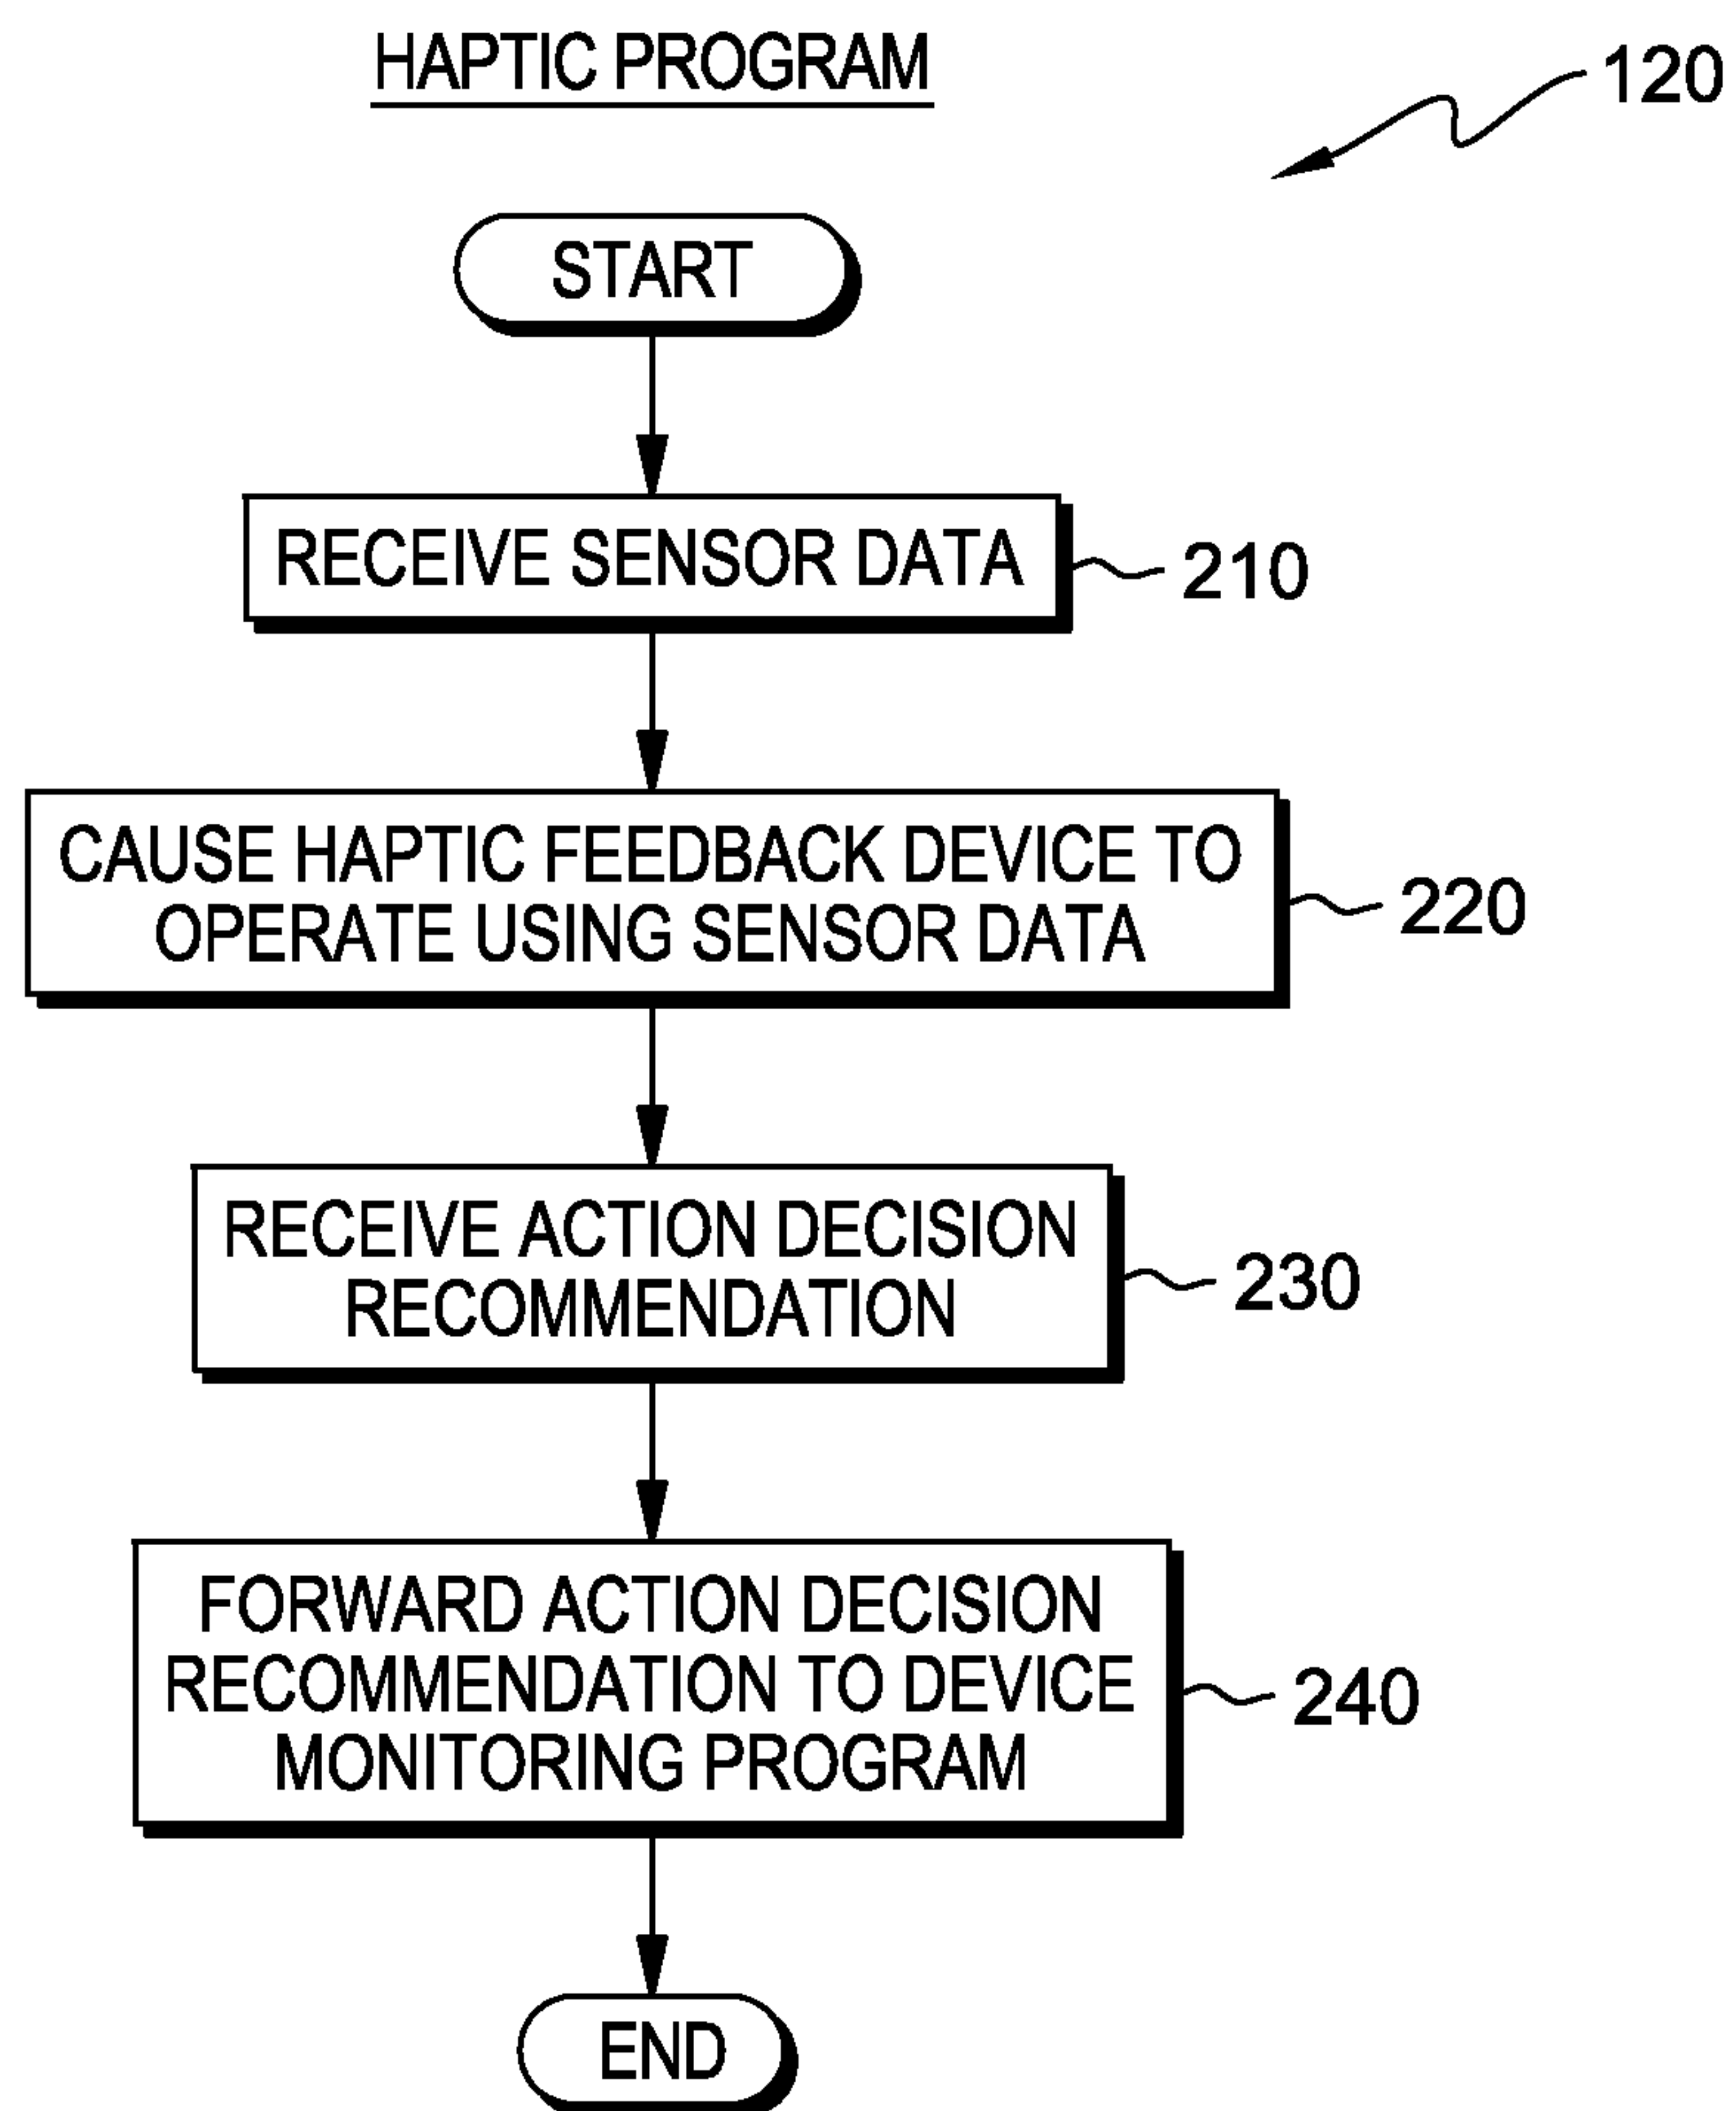 HAPTIC PROGRAM
120
START
RECEIVE SENSOR DATA
210
CAUSE HAPTIC FEEDBACK DEVICE TO
OPERATE USING SENSOR DATA
220
RECEIVE ACTION DECISION
RECOMMENDATION
230
FORWARD ACTION DECISION
RECOMMENDATION TO DEVICE
MONITORING PROGRAM
240
END